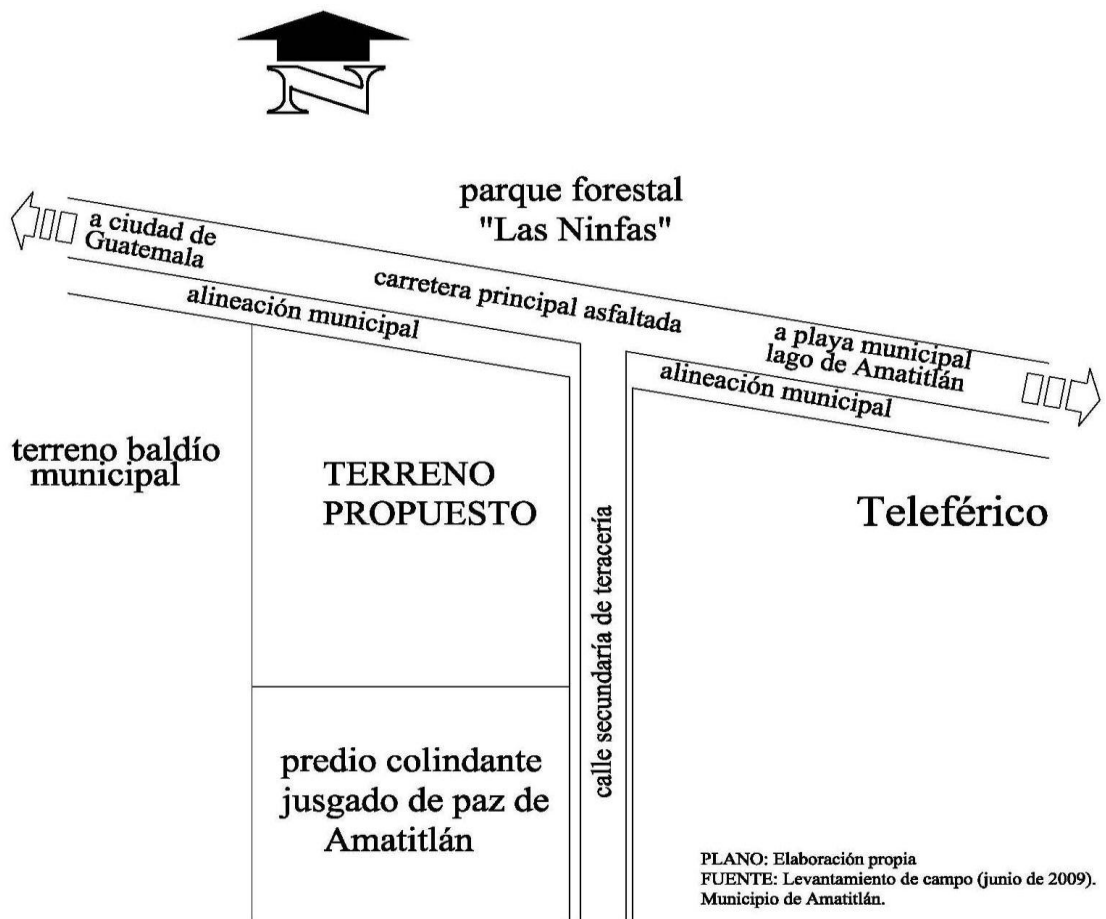 N
parque forestal
"Las Ninfas"
a ciudad de
Guatemala
carretera principal asfaltada
a playa municipal
lago de Amatitlán
alineación municipal
alineación municipal
terreno baldío
municipal
TERRENO
PROPUESTO
Teleférico
calle secundaría de teracería
predio colindante
jusgado de paz de
Amatitlán
PLANO: Elaboración propia
FUENTE: Levantamiento de campo (junio de 2009).
Municipio de Amatitlán.